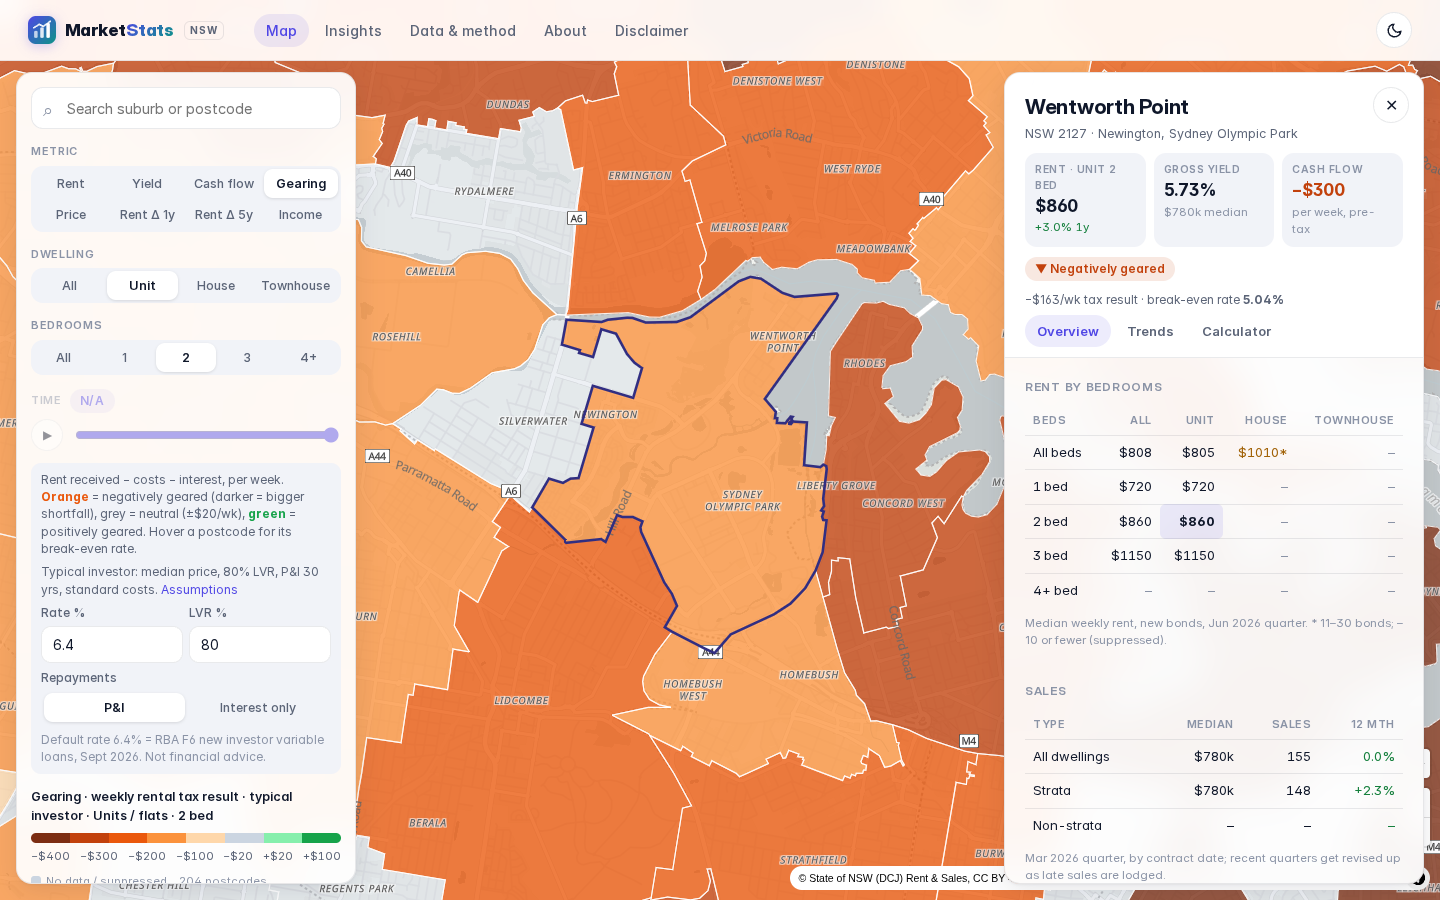 MarketStats NSW Map Insights Data & method About Disclaimer
Search suburb or postcode
METRIC
Rent Yield Cash flow Gearing
Price Rent Δ 1y Rent Δ 5y Income
DWELLING
All Unit House Townhouse
BEDROOMS
All 1 2 3 4+
TIME N/A
Rent received − costs − interest, per week.
Orange = negatively geared (darker = bigger
shortfall), grey = neutral (±$20/wk), green =
positively geared. Hover a postcode for its
break-even rate.
Typical investor: median price, 80% LVR, P&I 30
yrs, standard costs. Assumptions
Rate % LVR %
6.4 80
Repayments
P&I Interest only
Default rate 6.4% = RBA F6 new investor variable
loans, Sept 2026. Not financial advice.
Gearing · weekly rental tax result · typical
investor · Units / flats · 2 bed
−$400 −$300 −$200 −$100 −$20 +$20 +$100
No data / suppressed 204 postcodes
DENISTONE
DENISTONE WEST
DUNDAS
Victoria Road
A40
ERMINGTON
WEST RYDE
RYDALMERE
A40
A6
MELROSE PARK
MEADOWBANK
CAMELLIA
ROSEHILL
WENTWORTH
POINT
RHODES
SILVERWATER
NEWINGTON
A44
Parramatta Road
A6
Hill Road
SYDNEY
OLYMPIC PARK
LIBERTY GROVE
CONCORD WEST
Concord Road
A44
HOMEBUSH
WEST
HOMEBUSH
LIDCOMBE
M4
BERALA
STRATHFIELD
CHESTER HILL
REGENTS PARK
© State of NSW (DCJ) Rent & Sales, CC BY
Wentworth Point
NSW 2127 · Newington, Sydney Olympic Park
RENT · UNIT 2
BED
$860
+3.0% 1y
GROSS YIELD
5.73%
$780k median
CASH FLOW
−$300
per week, pre-
tax
▼ Negatively geared
−$163/wk tax result · break-even rate 5.04%
Overview Trends Calculator
RENT BY BEDROOMS
BEDS ALL UNIT HOUSE TOWNHOUSE
All beds $808 $805 $1010* –
1 bed $720 $720 – –
2 bed $860 $860 – –
3 bed $1150 $1150 – –
4+ bed – – – –
Median weekly rent, new bonds, Jun 2026 quarter. * 11–30 bonds; –
10 or fewer (suppressed).
SALES
TYPE MEDIAN SALES 12 MTH
All dwellings $780k 155 0.0%
Strata $780k 148 +2.3%
Non-strata – – –
Mar 2026 quarter, by contract date; recent quarters get revised up
as late sales are lodged.